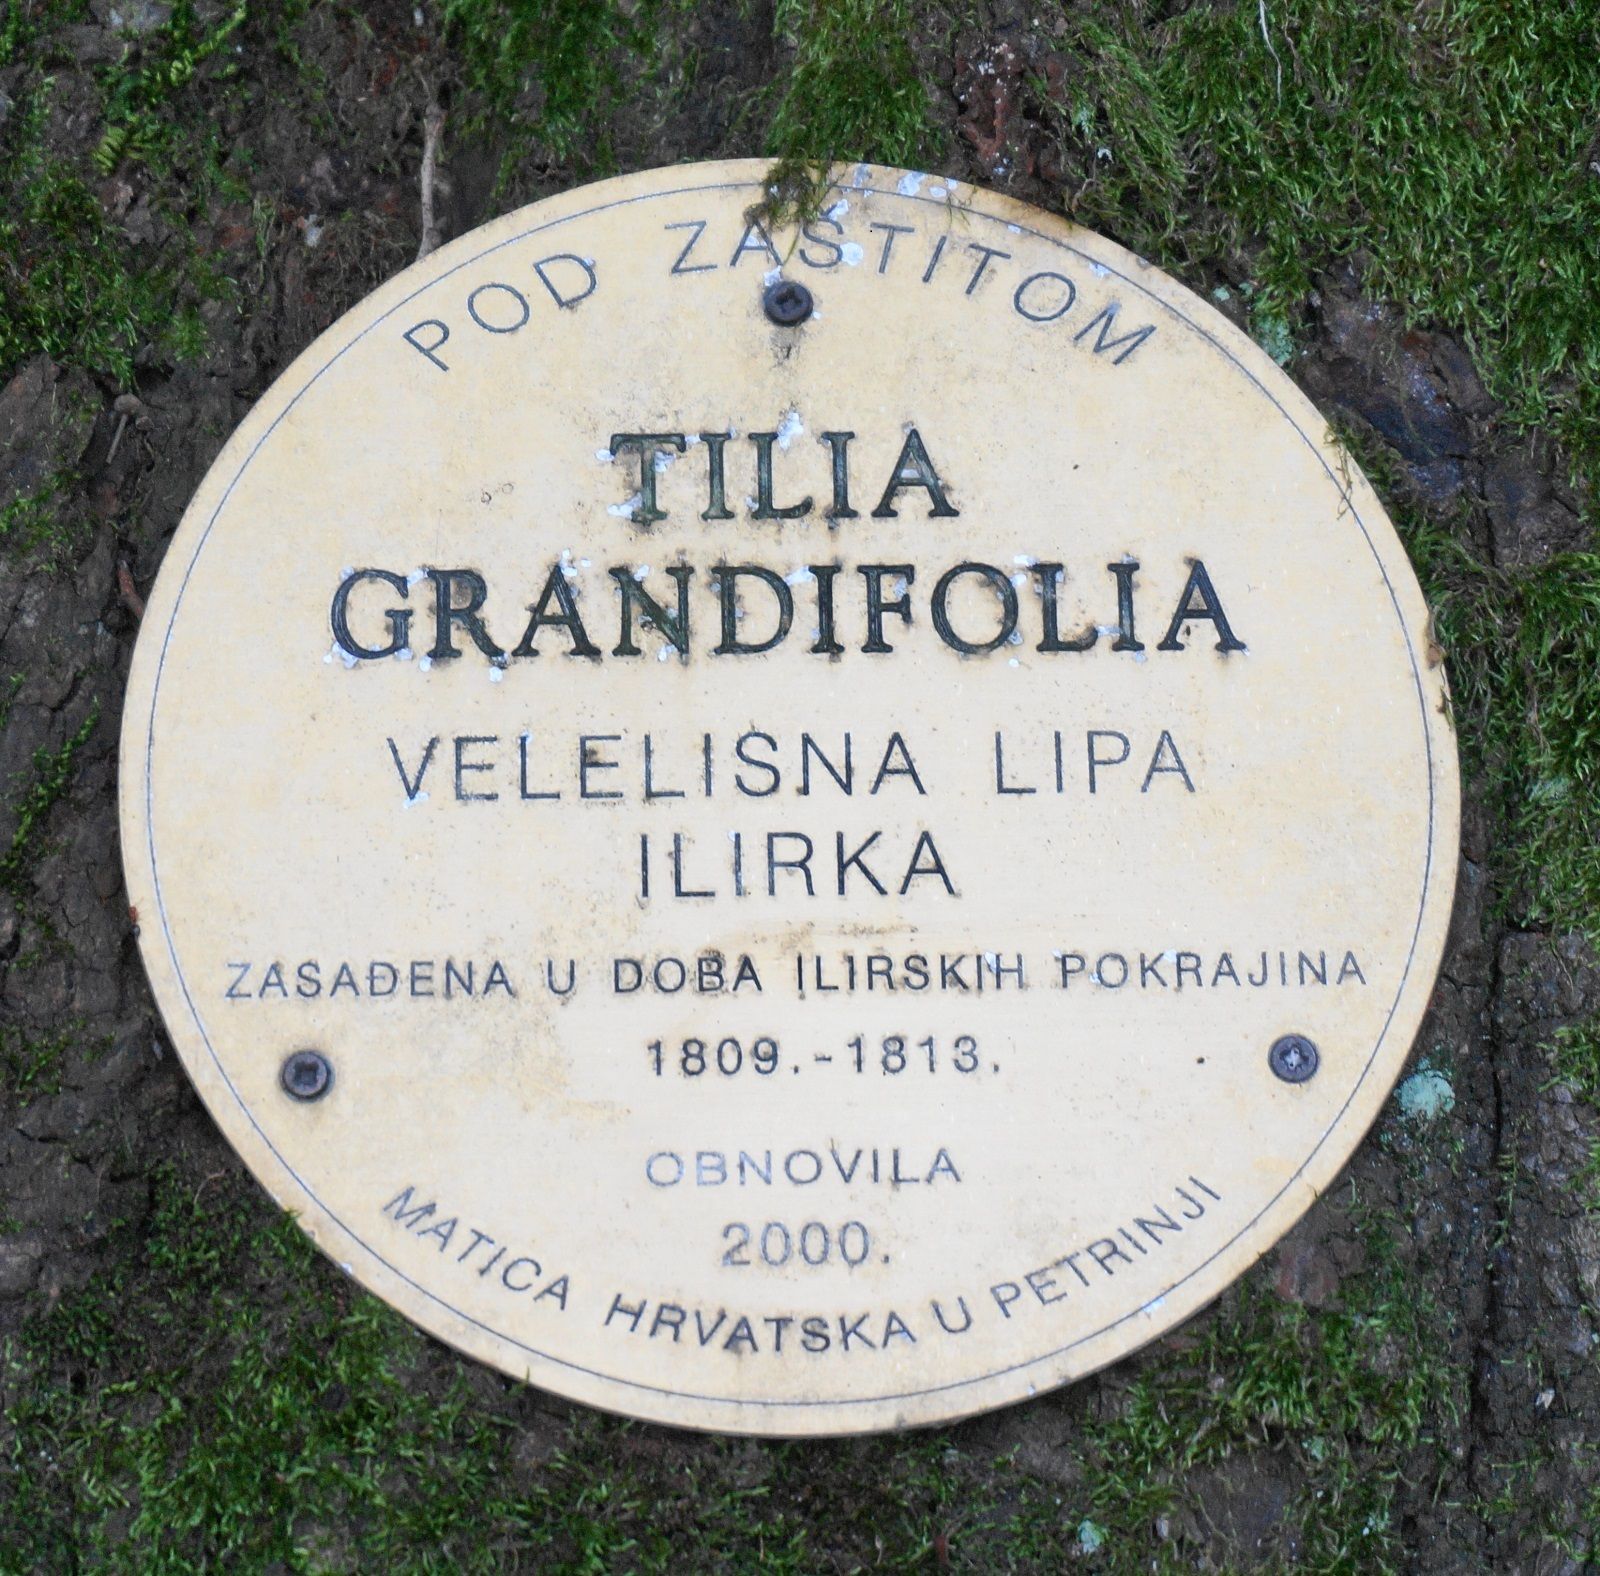 POD ZAŠTITOM
TILIA
GRANDIFOLIA
VELELISNA LIPA
ILIRKA
ZASAĐENA U DOBA ILIRSKIH POKRAJINA
1809.-1813.
OBNOVILA
2000.
MATICA HRVATSKA U PETRINJI